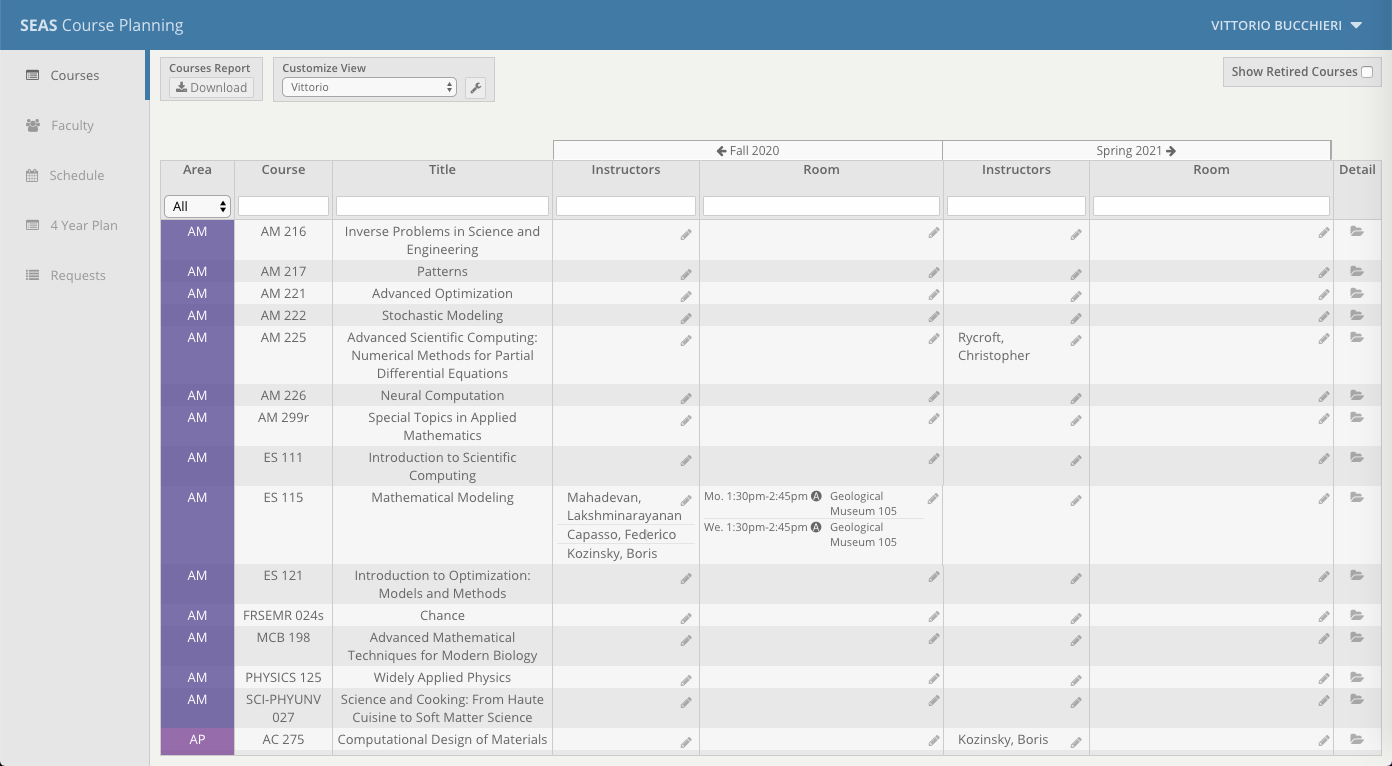 SEAS Course Planning
VITTORIO BUCCHIERI
Courses
Faculty
Schedule
4 Year Plan
Requests
Courses Report
Download
Customize View
Vittorio
Show Retired Courses
Fall 2020
Spring 2021
Area Course Title Instructors Room Instructors Room Detail
All
AM AM 216 Inverse Problems in Science and
Engineering
AM AM 217 Patterns
AM AM 221 Advanced Optimization
AM AM 222 Stochastic Modeling
AM AM 225 Advanced Scientific Computing: Rycroft,
Numerical Methods for Partial Christopher
Differential Equations
AM AM 226 Neural Computation
AM AM 299r Special Topics in Applied
Mathematics
AM ES 111 Introduction to Scientific
Computing
AM ES 115 Mathematical Modeling Mahadevan, Mo. 1:30pm-2:45pm A Geological
Lakshminarayanan Museum 105
Capasso, Federico We. 1:30pm-2:45pm A Geological
Kozinsky, Boris Museum 105
AM ES 121 Introduction to Optimization:
Models and Methods
AM FRSEMR 024s Chance
AM MCB 198 Advanced Mathematical
Techniques for Modern Biology
AM PHYSICS 125 Widely Applied Physics
AM SCI-PHYUNV Science and Cooking: From Haute
027 Cuisine to Soft Matter Science
AP AC 275 Computational Design of Materials Kozinsky, Boris